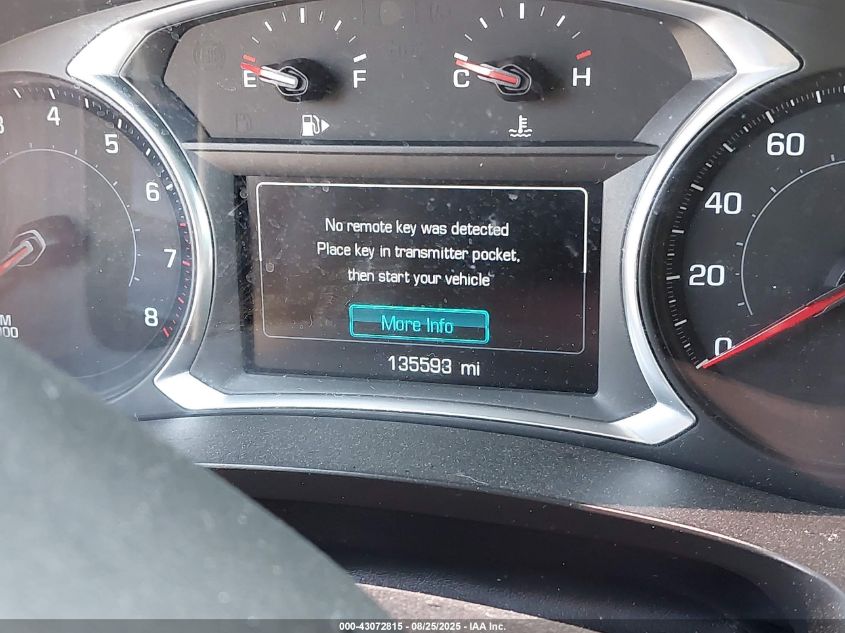 E F C H
3 4 5 6 7 8
60 40 20 0
No remote key was detected
Place key in transmitter pocket,
then start your vehicle
More Info
135593 mi
000-43072815 - 08/25/2025 - IAA Inc.